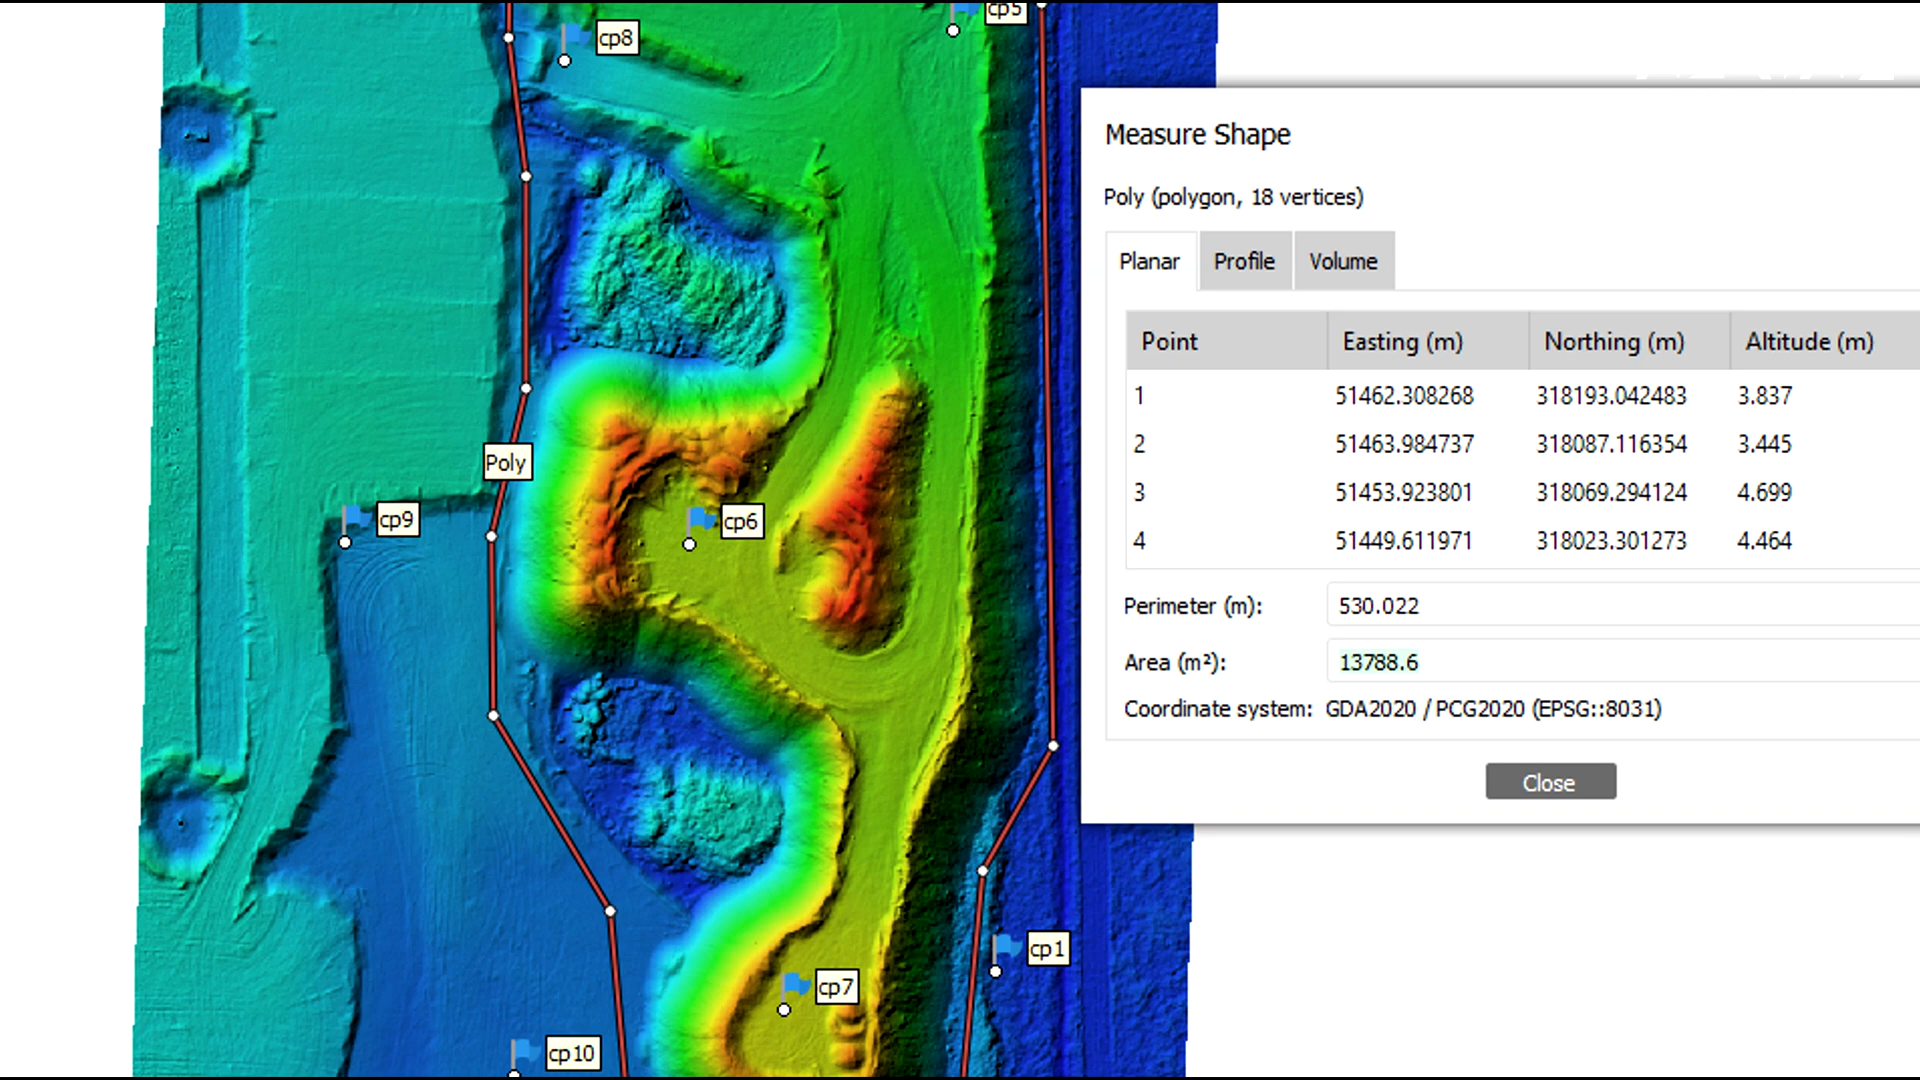 cp8
cp5
Poly
cp9
cp6
cp1
cp7
cp10
Measure Shape
Poly (polygon, 18 vertices)
Planar Profile Volume
Point Easting (m) Northing (m) Altitude (m)
1 51462.308268 318193.042483 3.837
2 51463.984737 318087.116354 3.445
3 51453.923801 318069.294124 4.699
4 51449.611971 318023.301273 4.464
Perimeter (m): 530.022
Area (m²): 13788.6
Coordinate system: GDA2020 / PCG2020 (EPSG::8031)
Close